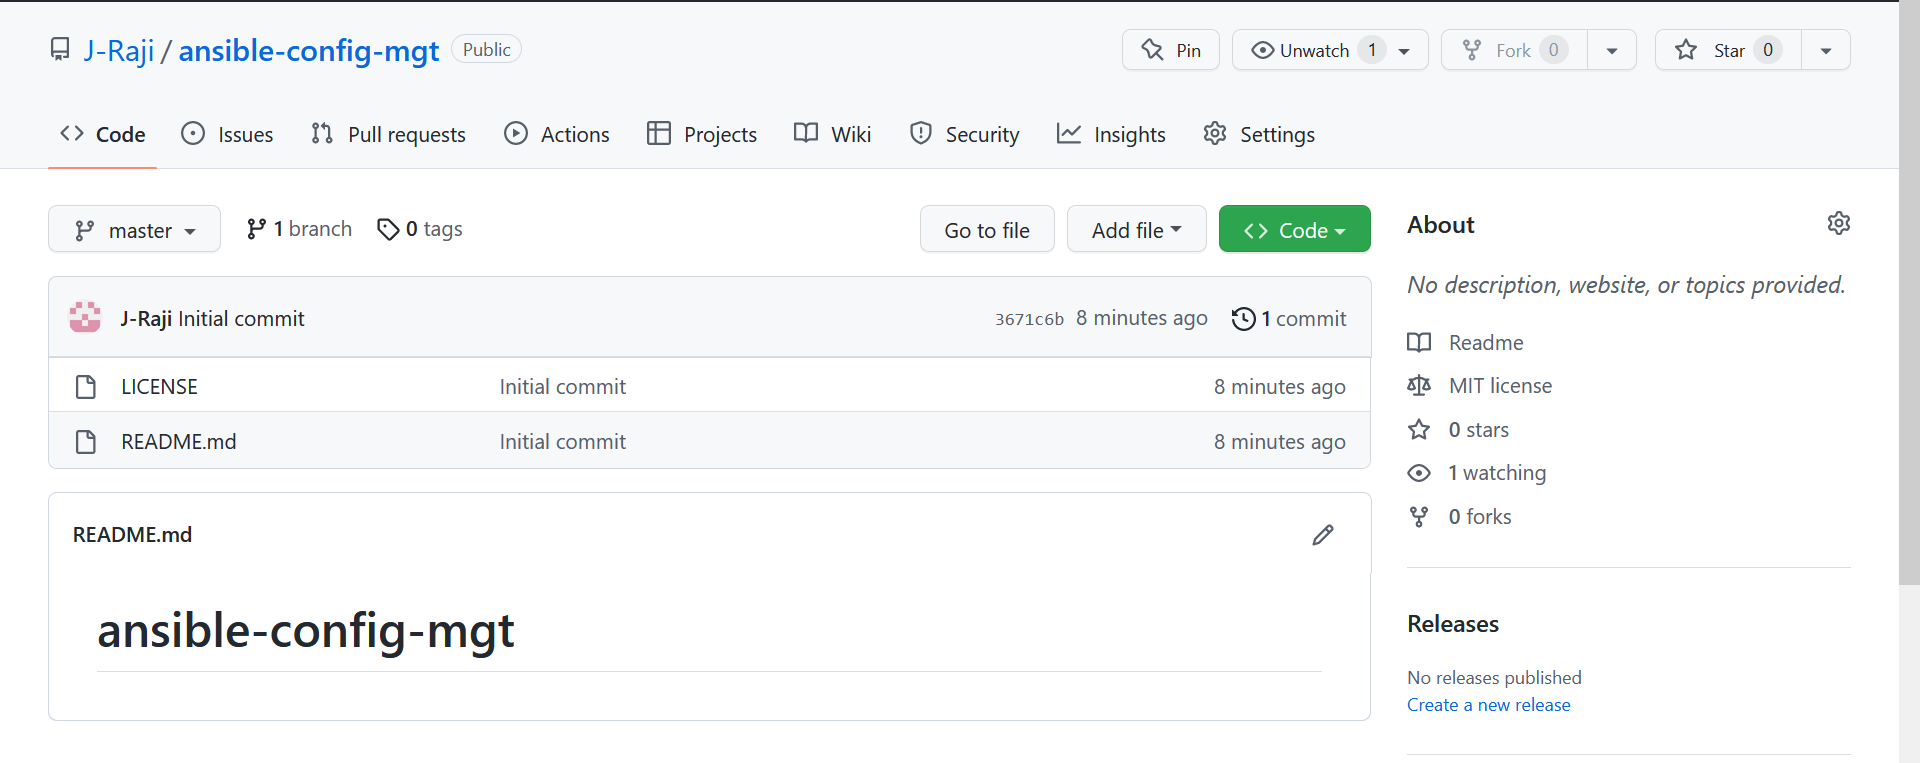 J-Raji / ansible-config-mgt Public Pin Unwatch 1 Fork 0 Star 0
Code Issues Pull requests Actions Projects Wiki Security Insights Settings
master 1 branch 0 tags Go to file Add file Code
J-Raji Initial commit 3671c6b 8 minutes ago 1 commit
LICENSE Initial commit 8 minutes ago
README.md Initial commit 8 minutes ago
README.md
ansible-config-mgt
About
No description, website, or topics provided.
Readme
MIT license
0 stars
1 watching
0 forks
Releases
No releases published
Create a new release